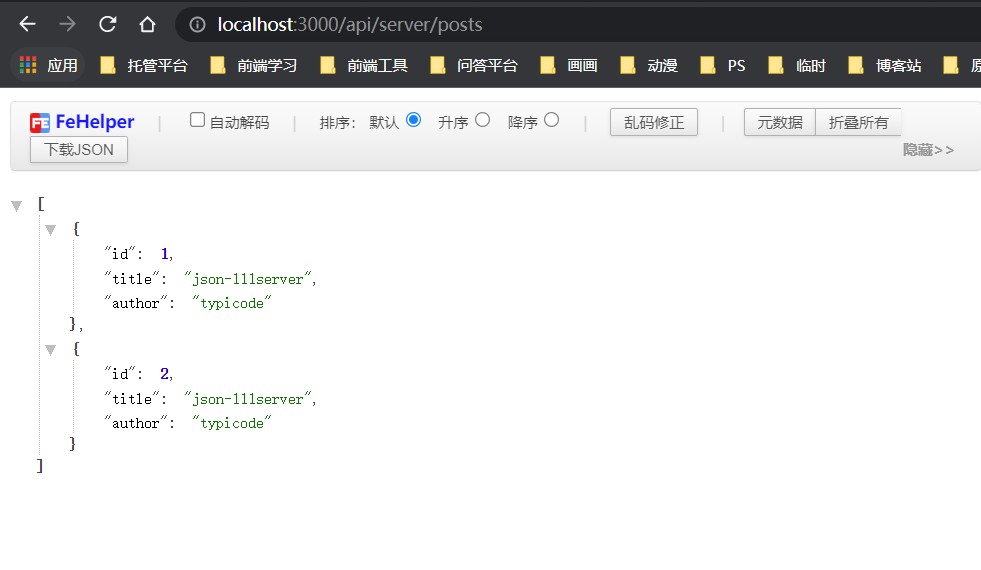 localhost:3000/api/server/posts
应用 托管平台 前端学习 前端工具 问答平台 画画 动漫 PS 临时 博客站
FeHelper | 自动解码 | 排序: 默认 升序 降序 | 乱码修正 | 元数据 折叠所有
下载JSON 隐藏>>
[
{
"id": 1,
"title": "json-111server",
"author": "typicode"
},
{
"id": 2,
"title": "json-111server",
"author": "typicode"
}
]